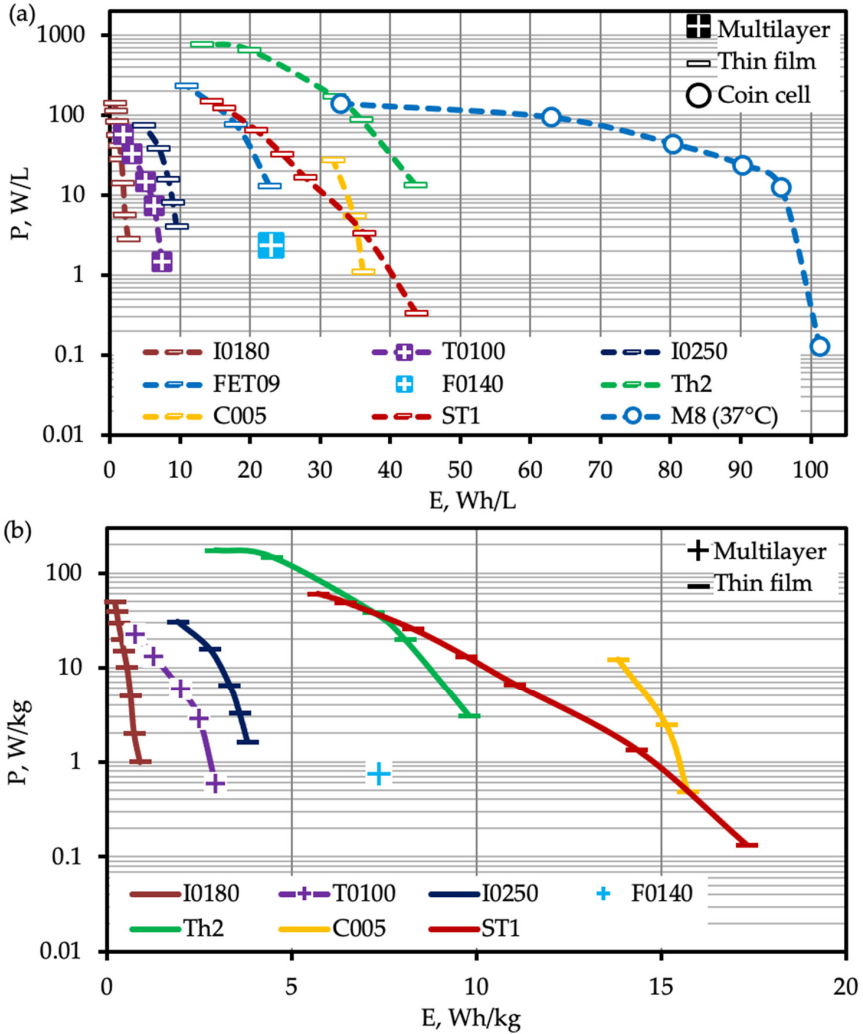 (a)
1000
100
10
1
0.1
0.01
P, W/L
Multilayer
Thin film
Coin cell
I0180 T0100 I0250
FET09 F0140 Th2
C005 ST1 M8 (37°C)
0 10 20 30 40 50 60 70 80 90 100
E, Wh/L
(b)
100
10
1
0.1
0.01
P, W/kg
Multilayer
Thin film
I0180 T0100 I0250 F0140
Th2 C005 ST1
0 5 10 15 20
E, Wh/kg